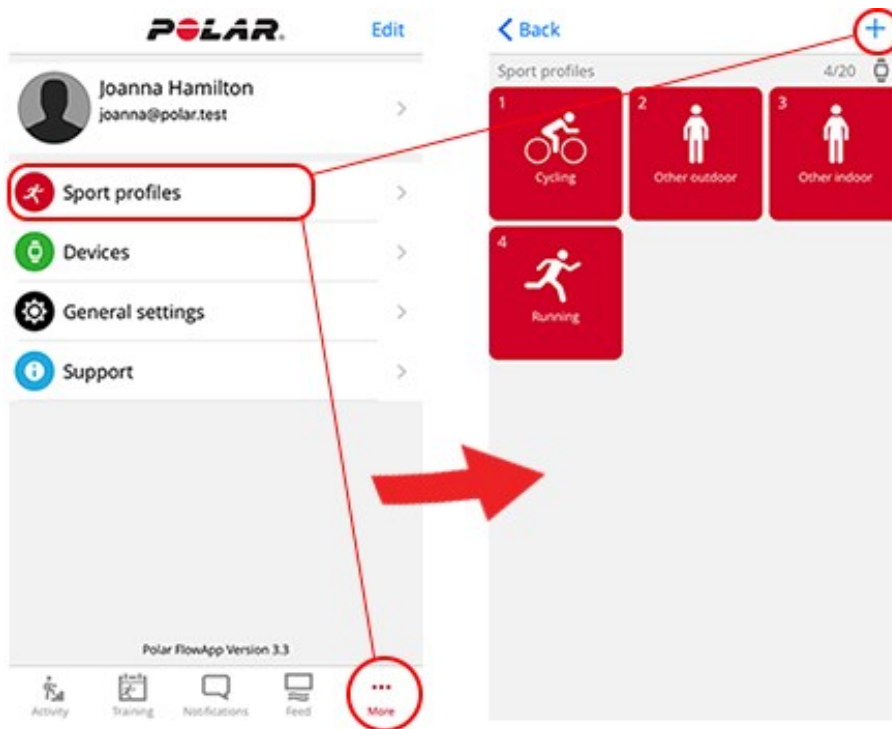 POLAR.
Edit
Joanna Hamilton
joanna@polar.test
Sport profiles
Devices
General settings
Support
Polar FlowApp Version 3.3
Activity
Training
Notifications
Feed
More
Back
Sport profiles
4/20
1
2
3
Cycling
Other outdoor
Other indoor
4
Running